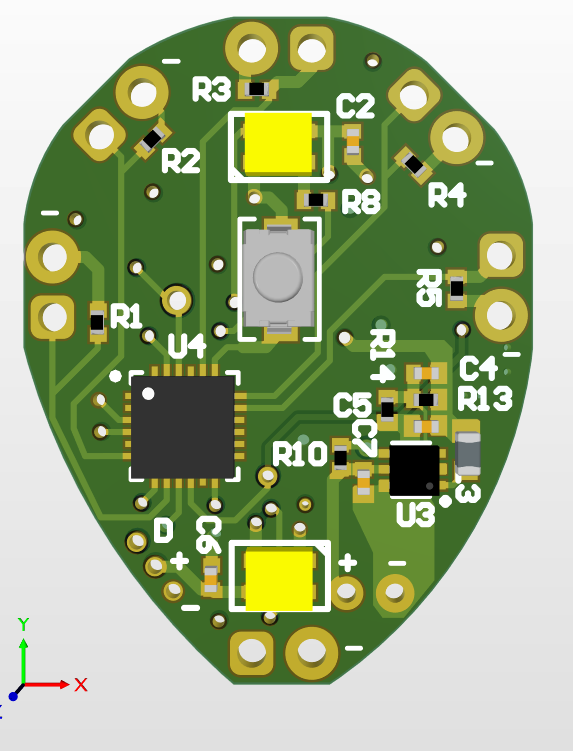 -
R3
C2
R2
-
R4
-
R8
-
R5
R1
U4
R14
-
C4
R13
C5
C7
R10
3
U3
D
C6
+
-
+
-
-
Y
X